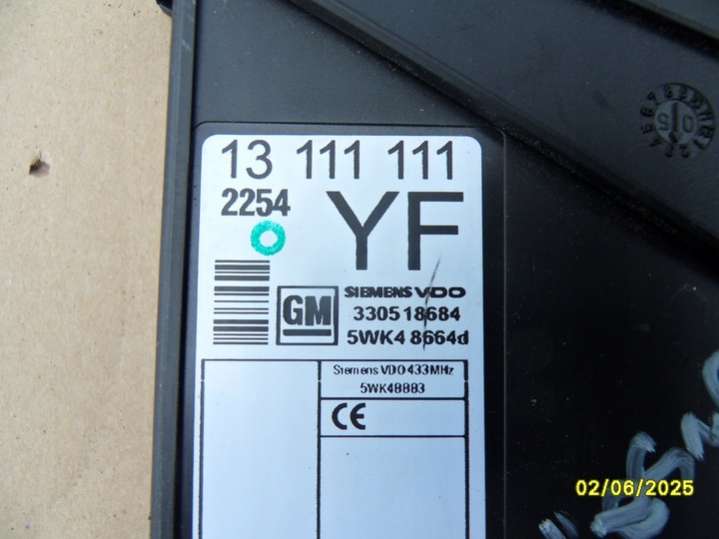 13 111 111
2254
YF
GM
SIEMENS VDO
330518684
5WK4 8664d
Siemens VDO 433MHz
5WK48883
CE
02/06/2025